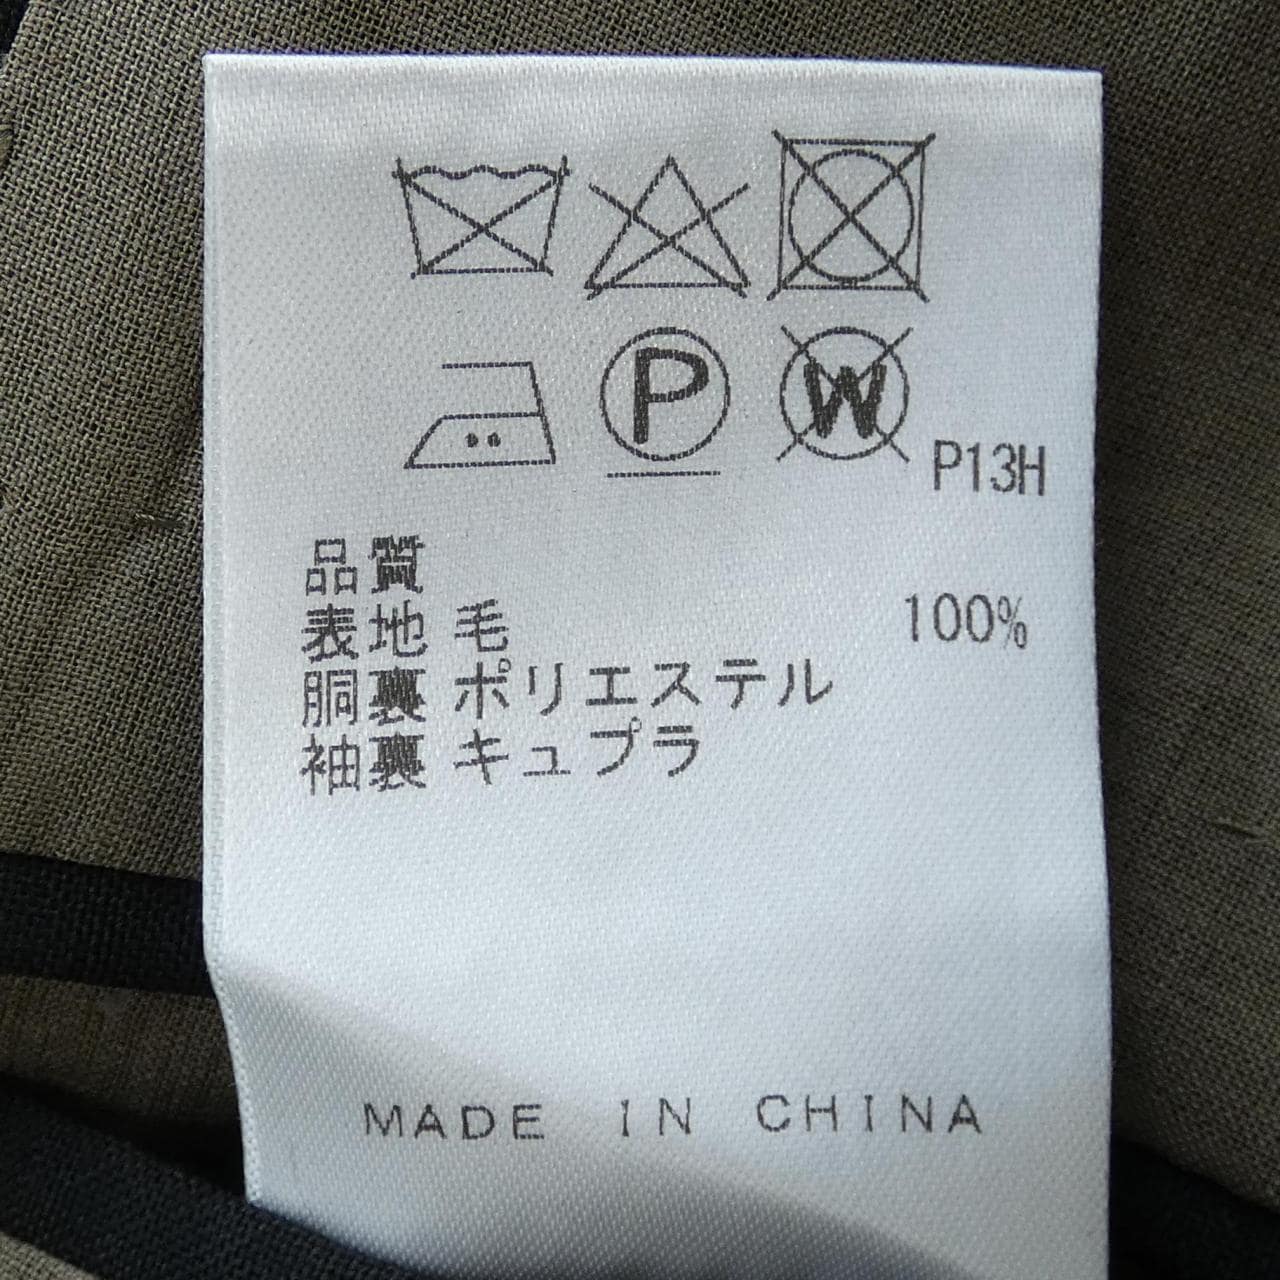 P
W
P13H
品質
表地 毛 100%
胴裏 ポリエステル
袖裏 キュプラ
MADE IN CHINA